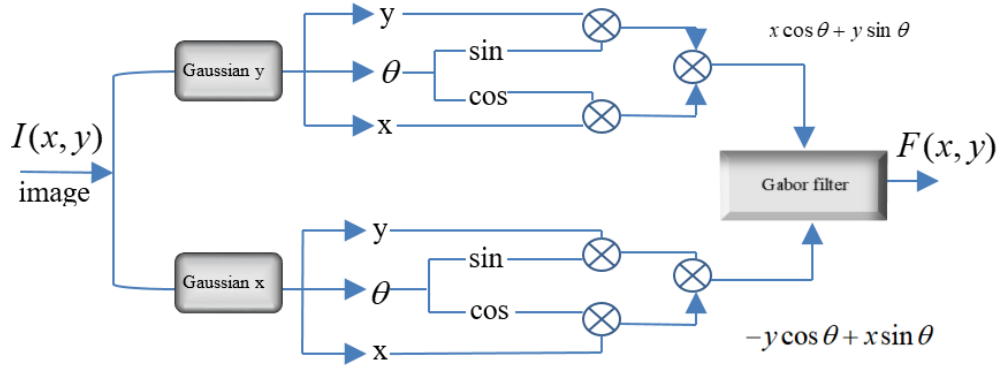 y
sin
x cos θ + y sin θ
Gaussian y
θ
cos
x
I(x, y)
image
F(x, y)
Gabor filter
y
sin
Gaussian x
θ
cos
x
−y cos θ + x sin θ